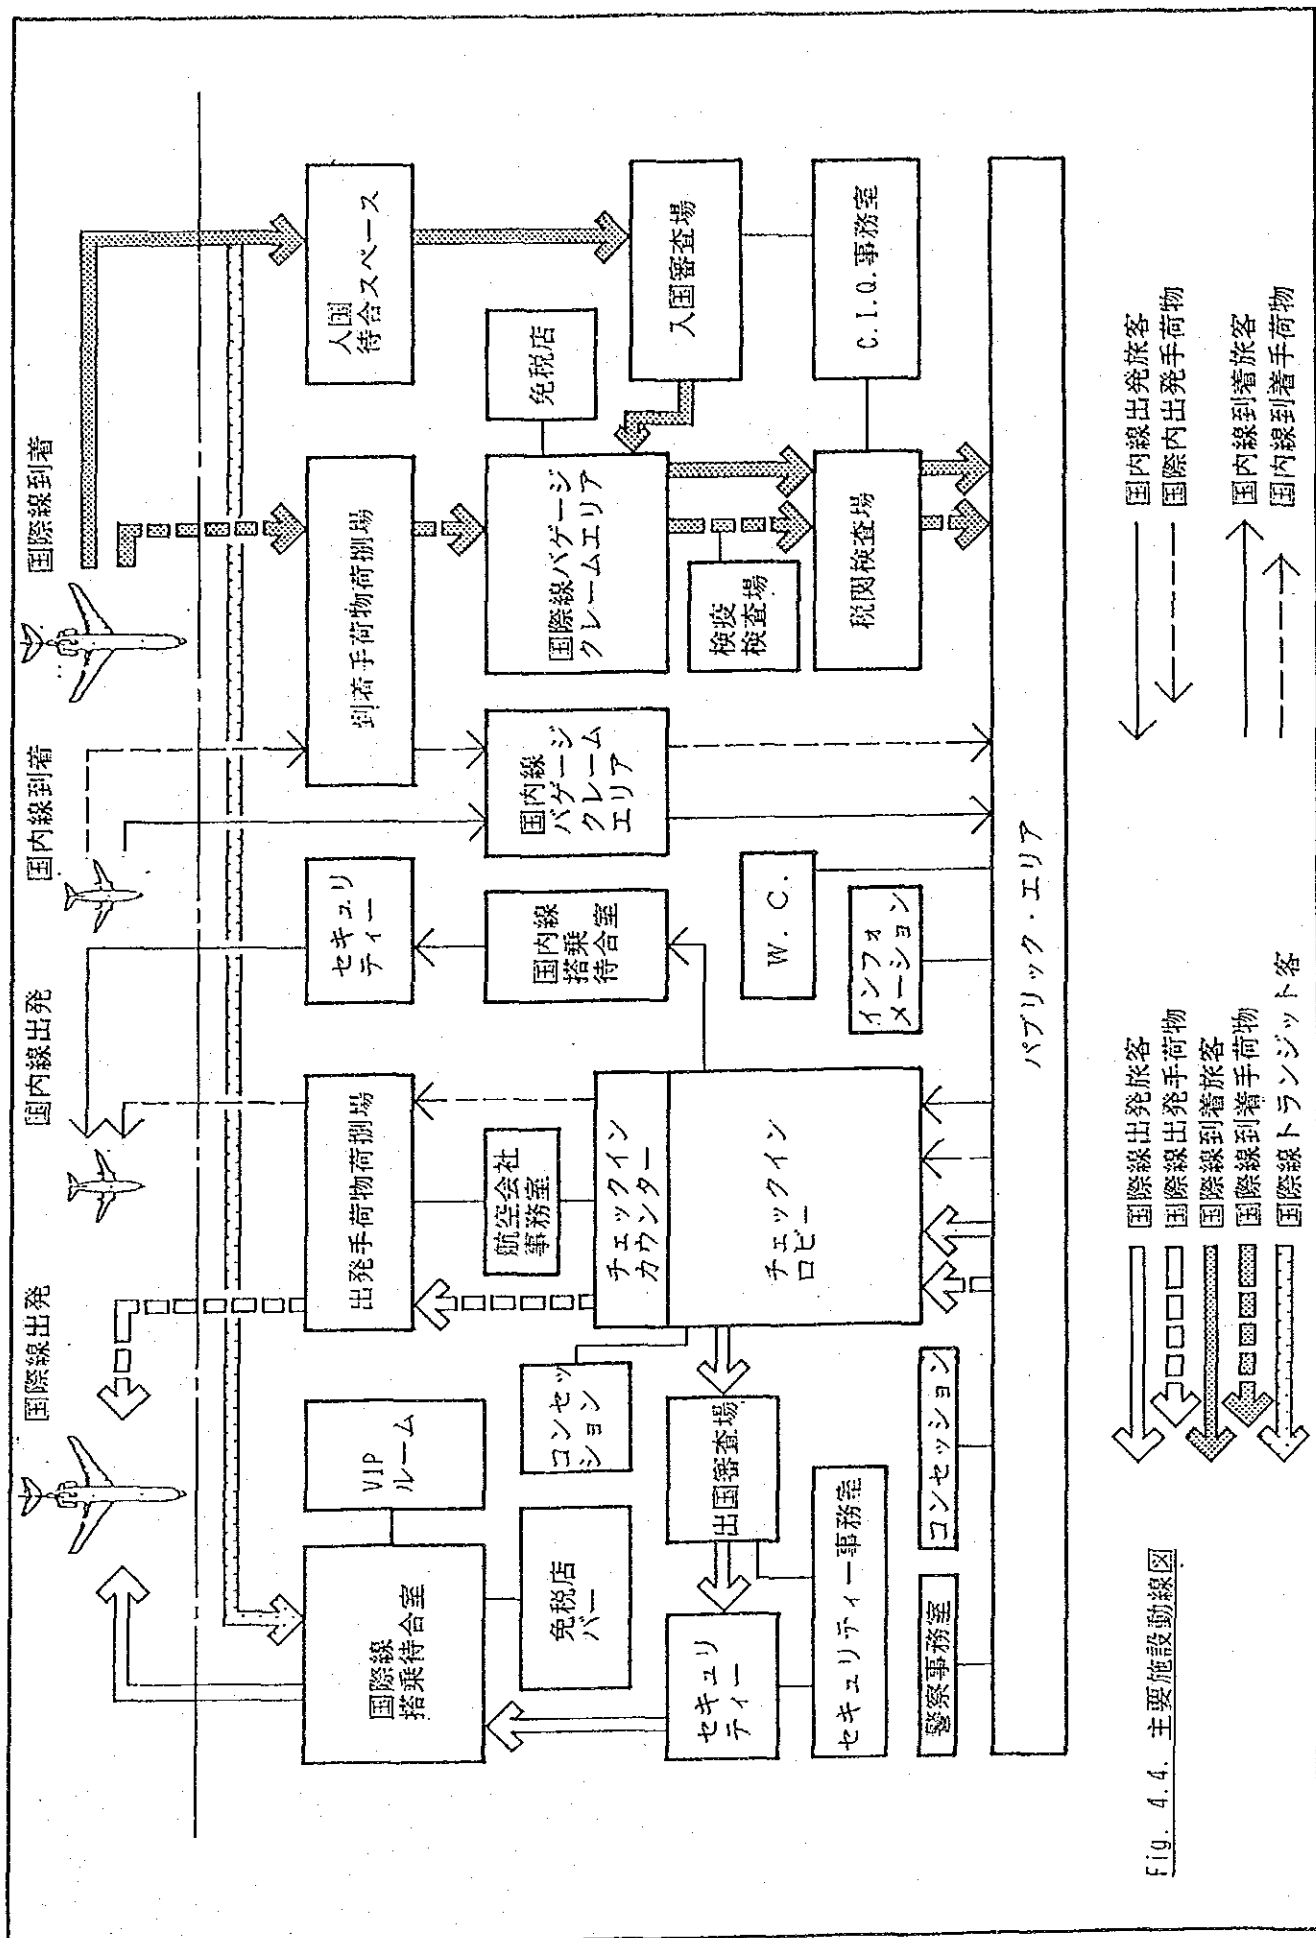 国際線出発
国内線出発
国内線到着
国際線到着
国際線
搭乗待合室
VIP
ルーム
出発手荷物荷捌場
セキュリ
ティー
到着手荷物荷捌場
入国
待合スペース
免税店
バー
コンセッ
ション
航空会社
事務室
国内線
搭乗
待合室
国内線
バゲージ
クレーム
エリア
国際線バゲージ
クレームエリア
免税店
チェックイン
カウンター
セキュリ
ティー
出国審査場
チェックイン
ロビー
W. C.
検疫
検査場
入国審査場
セキュリティー事務室
インフォ
メーション
税関検査場
C.I.Q.事務室
警察事務室
コンセッション
パブリック・エリア
国際線出発旅客
国際線出発手荷物
国際線到着旅客
国際線到着手荷物
国際線トランジット客
国内線出発旅客
国際内出発手荷物
国内線到着旅客
国内線到着手荷物
Fig. 4.4. 主要施設動線図